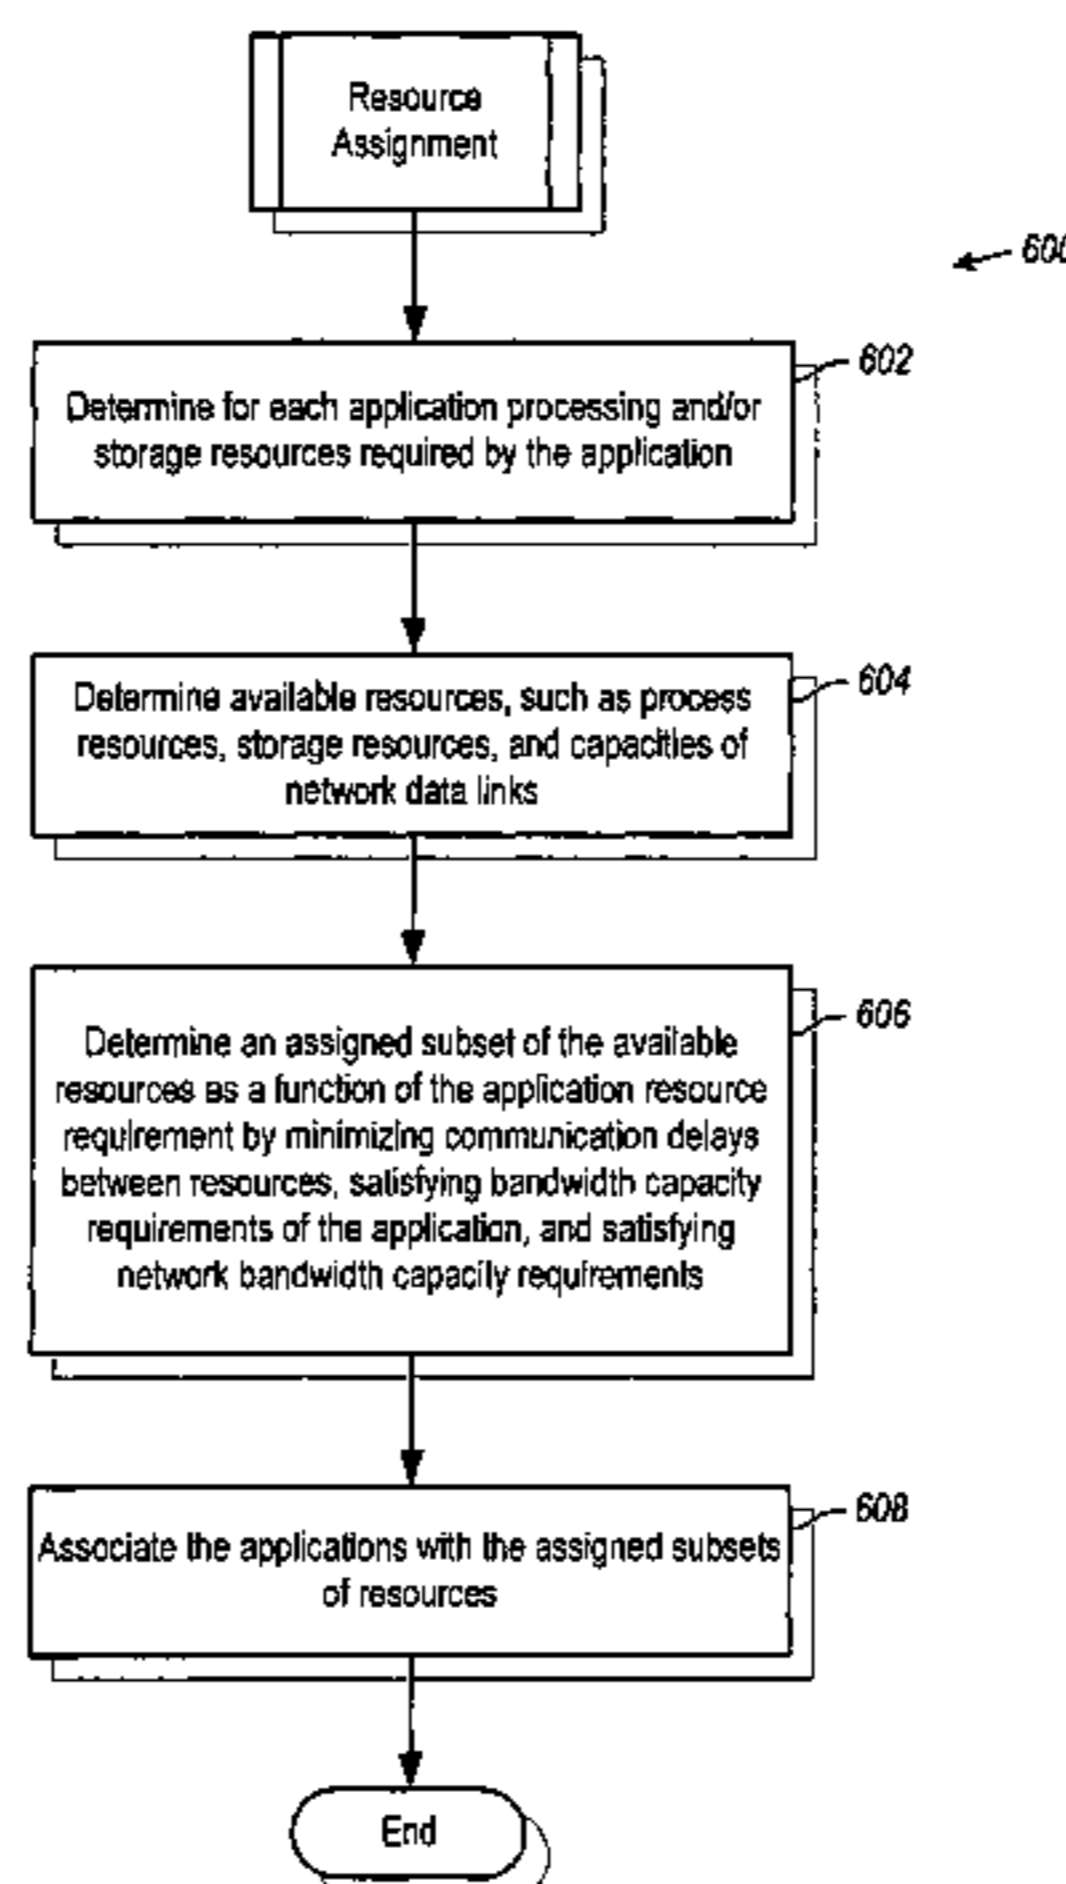 Resource
Assignment
600
Determine for each application processing and/or
storage resources required by the application
602
Determine available resources, such as process
resources, storage resources, and capacities of
network data links
604
Determine an assigned subset of the available
resources as a function of the application resource
requirement by minimizing communication delays
between resources, satisfying bandwidth capacity
requirements of the application, and satisfying
network bandwidth capacity requirements
606
Associate the applications with the assigned subsets
of resources
608
End